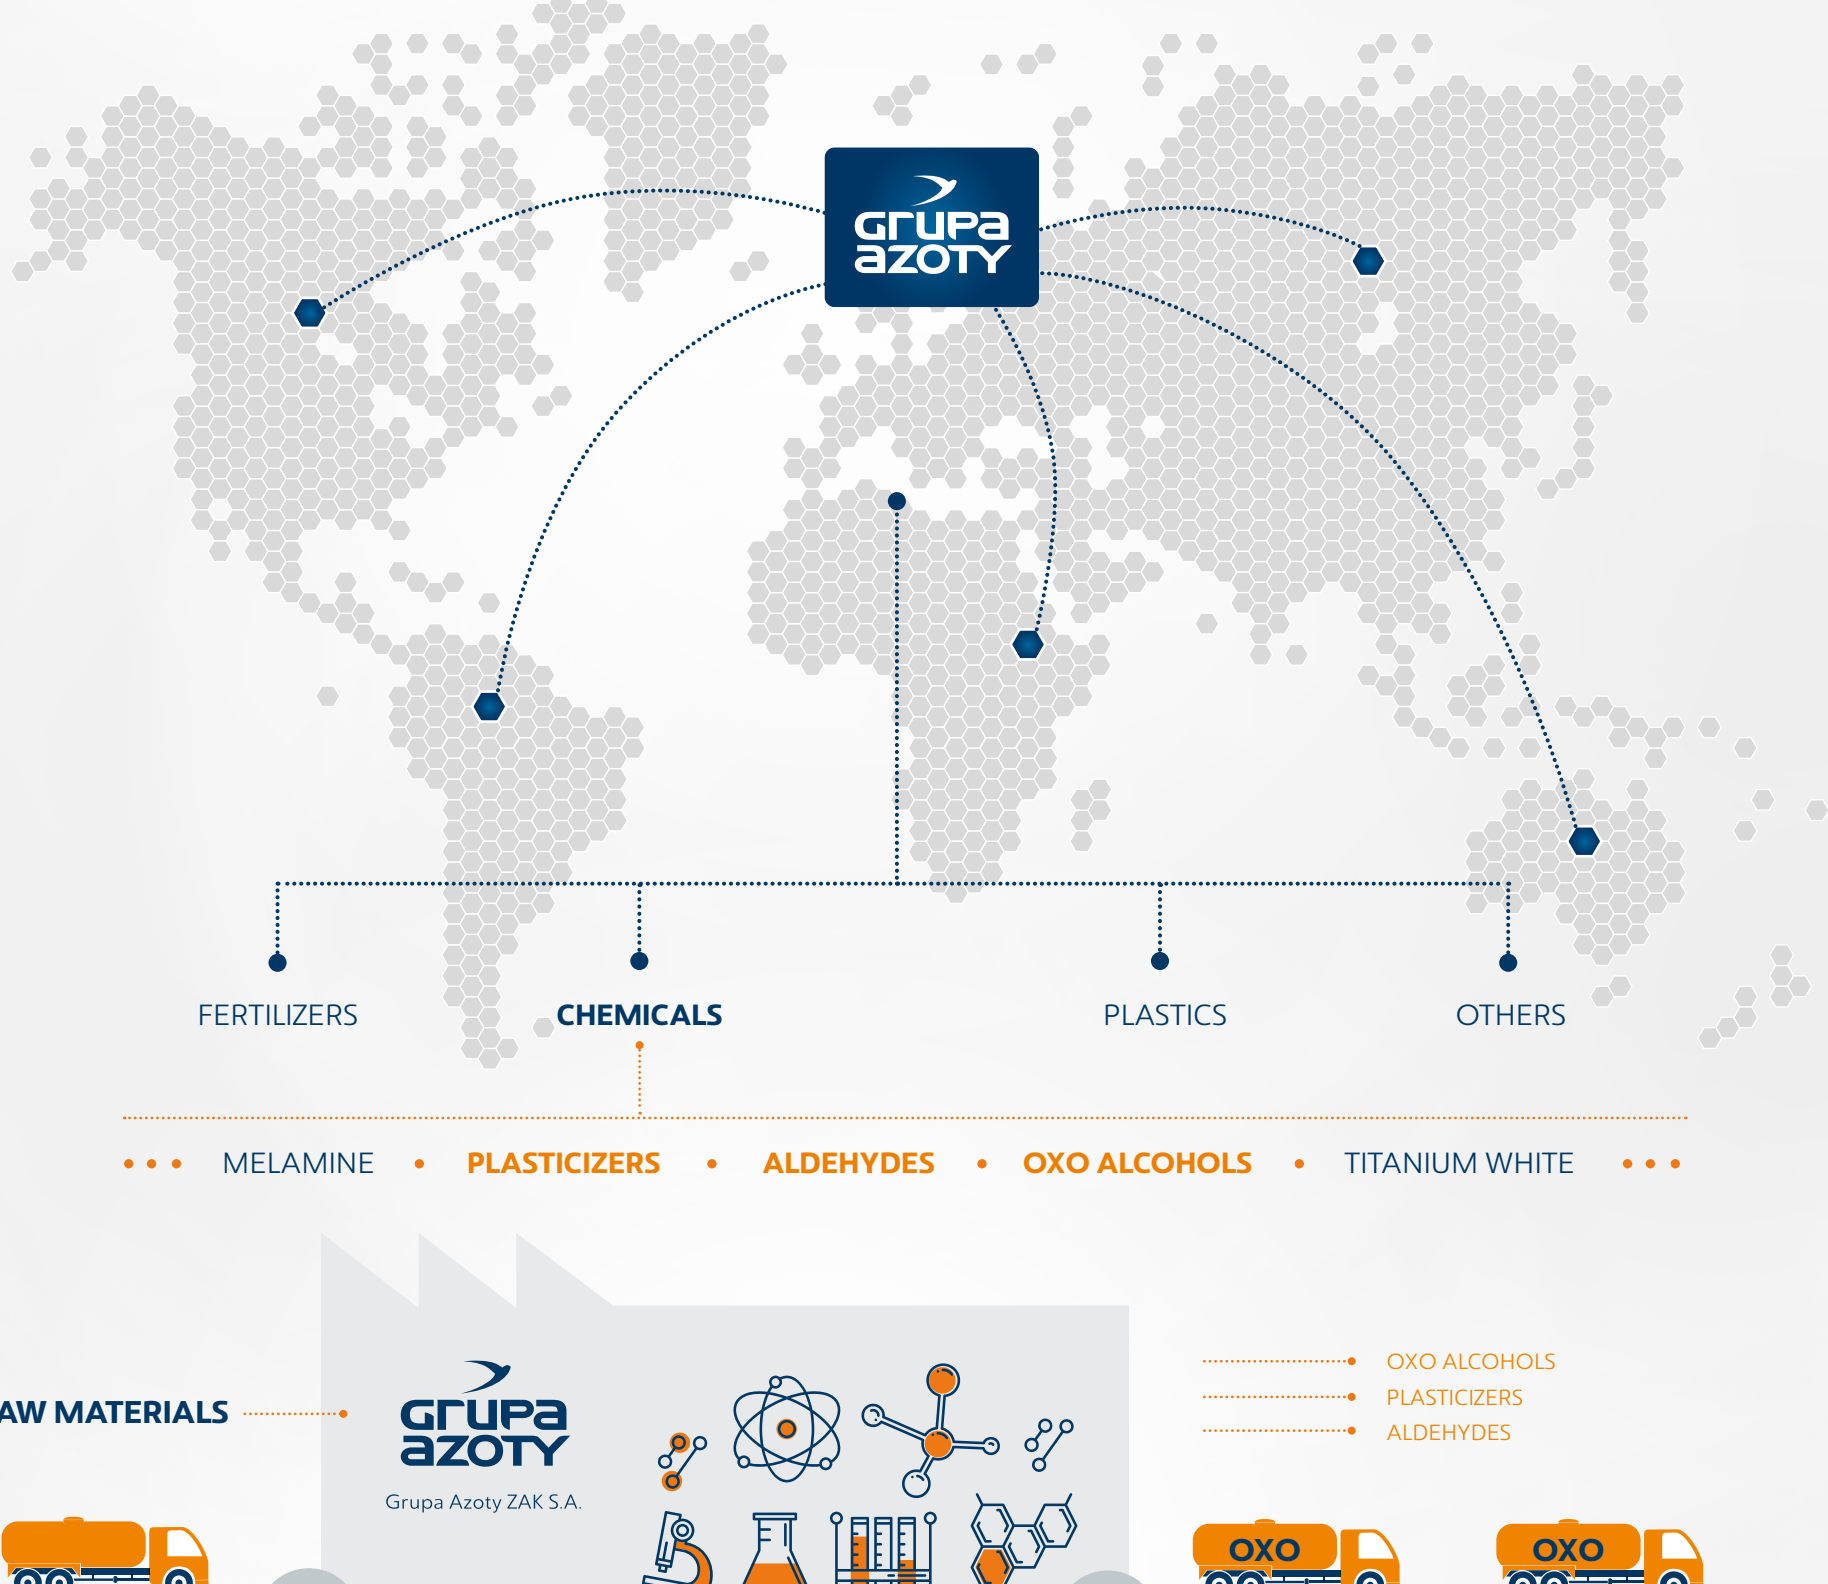 GRUPA
AZOTY
FERTILIZERS
CHEMICALS
PLASTICS
OTHERS
MELAMINE • PLASTICIZERS • ALDEHYDES • OXO ALCOHOLS • TITANIUM WHITE
AW MATERIALS
GRUPA
AZOTY
Grupa Azoty ZAK S.A.
OXO ALCOHOLS
PLASTICIZERS
ALDEHYDES
OXO
OXO